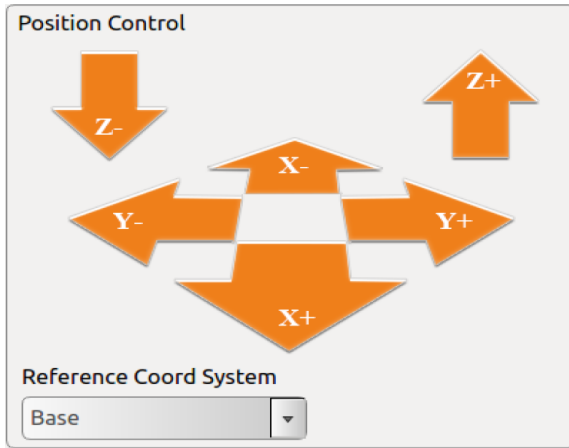 Position Control
Z-
Z+
X-
Y-
Y+
X+
Reference Coord System
Base